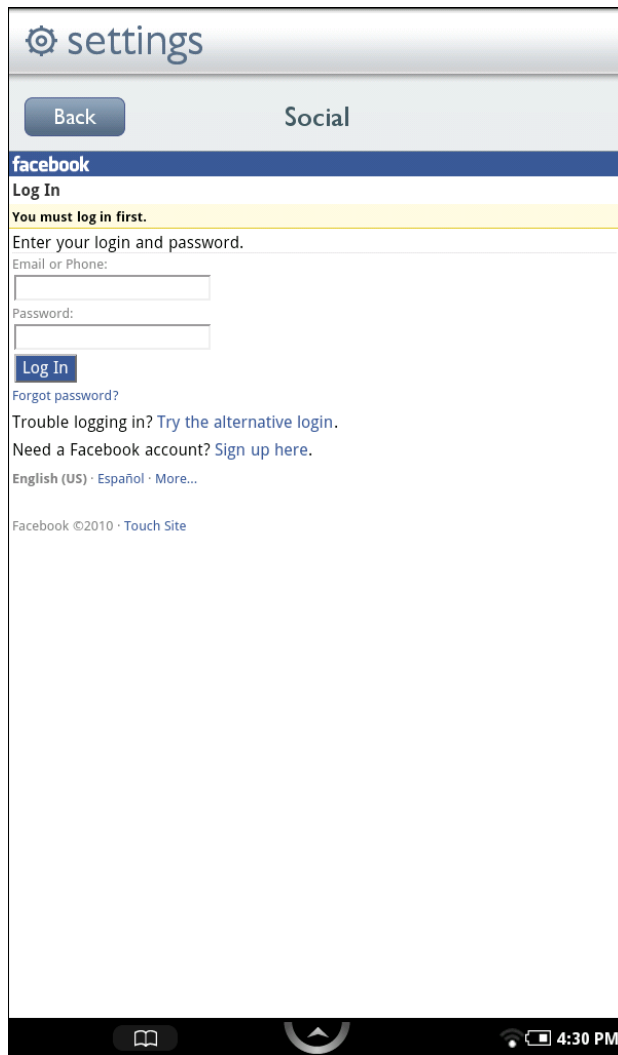 settings
Back
Social
facebook
Log In
You must log in first.
Enter your login and password.
Email or Phone:
Password:
Log In
Forgot password?
Trouble logging in? Try the alternative login.
Need a Facebook account? Sign up here.
English (US) · Español · More...
Facebook ©2010 · Touch Site
4:30 PM